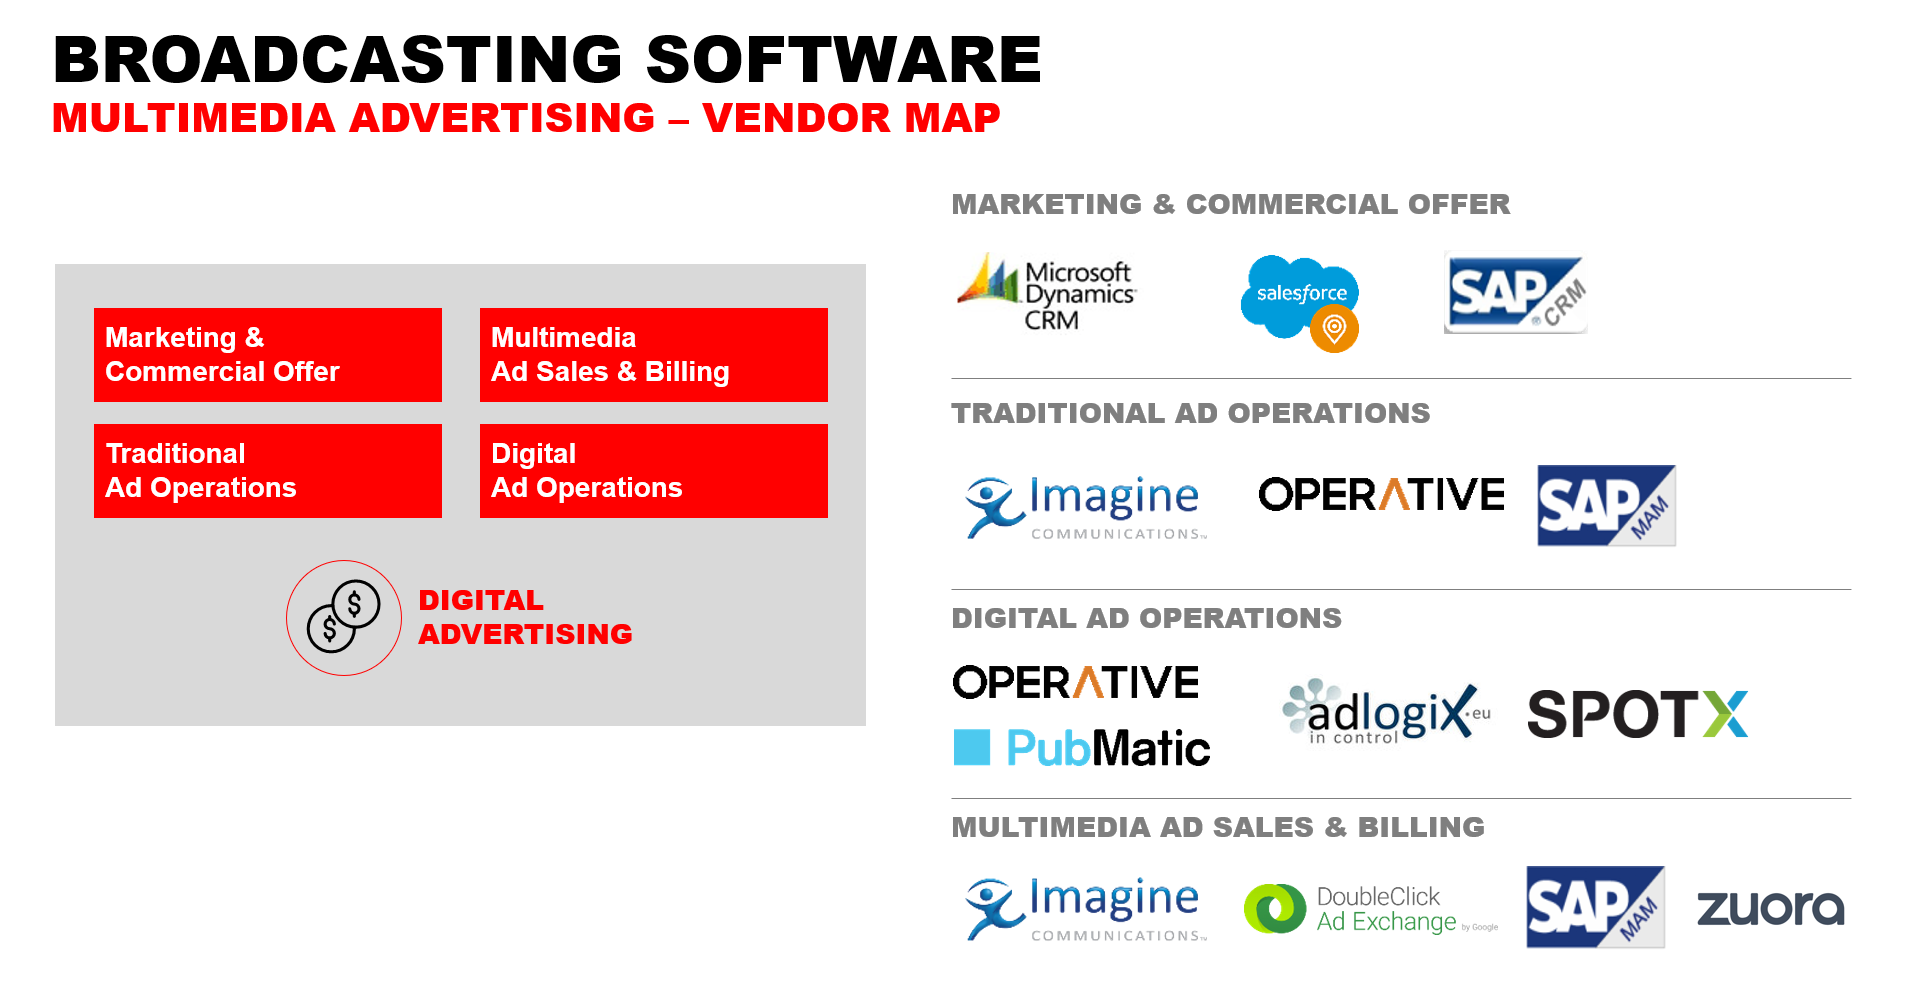 BROADCASTING SOFTWARE
MULTIMEDIA ADVERTISING – VENDOR MAP
Marketing &
Commercial Offer
Multimedia
Ad Sales & Billing
Traditional
Ad Operations
Digital
Ad Operations
$
$
DIGITAL
ADVERTISING
MARKETING & COMMERCIAL OFFER
Microsoft
Dynamics
CRM
salesforce
SAP CRM
TRADITIONAL AD OPERATIONS
Imagine
COMMUNICATIONS™
OPERATIVE
SAP MAM
DIGITAL AD OPERATIONS
OPERATIVE
PubMatic
adlogix.eu
in control
SPOTX
MULTIMEDIA AD SALES & BILLING
Imagine
COMMUNICATIONS™
DoubleClick
Ad Exchange by Google
SAP MAM
zuora